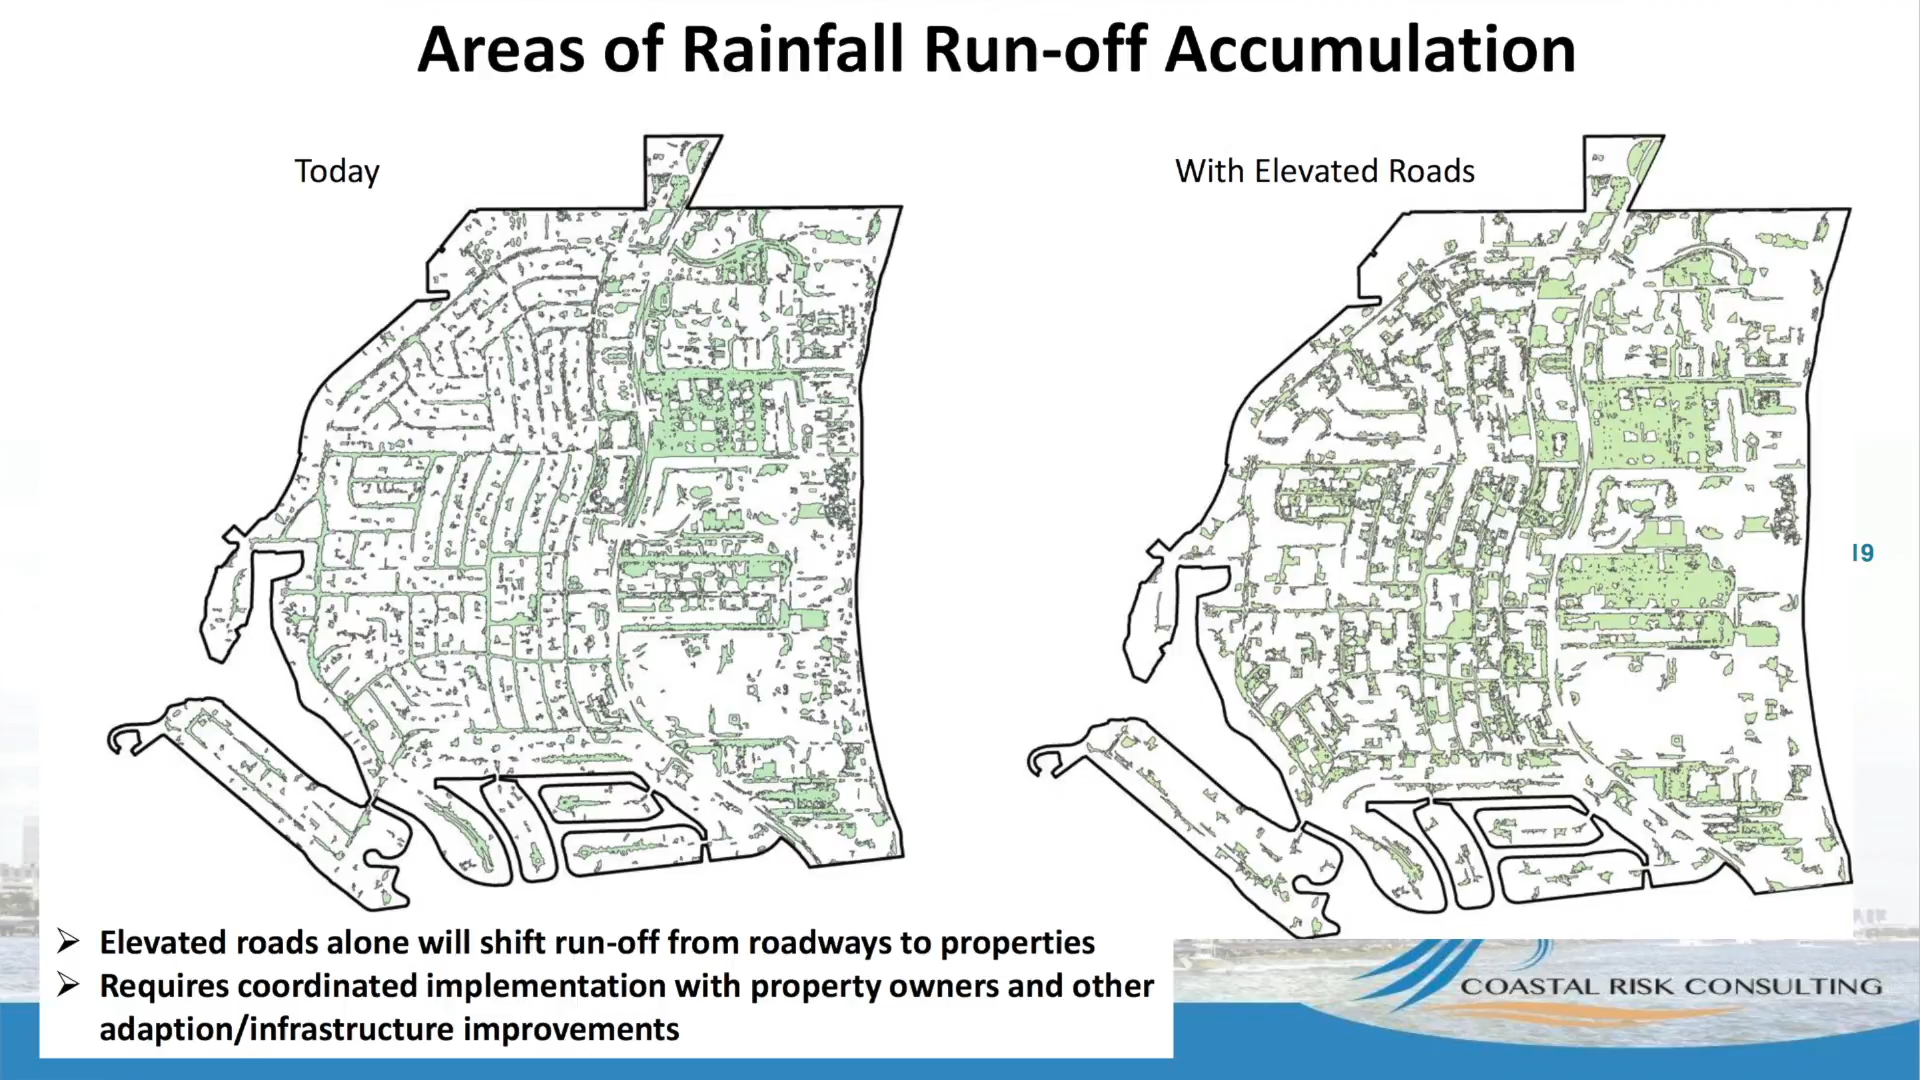 Areas of Rainfall Run-off Accumulation
Today
With Elevated Roads
19
➢ Elevated roads alone will shift run-off from roadways to properties
➢ Requires coordinated implementation with property owners and other
adaption/infrastructure improvements
COASTAL RISK CONSULTING